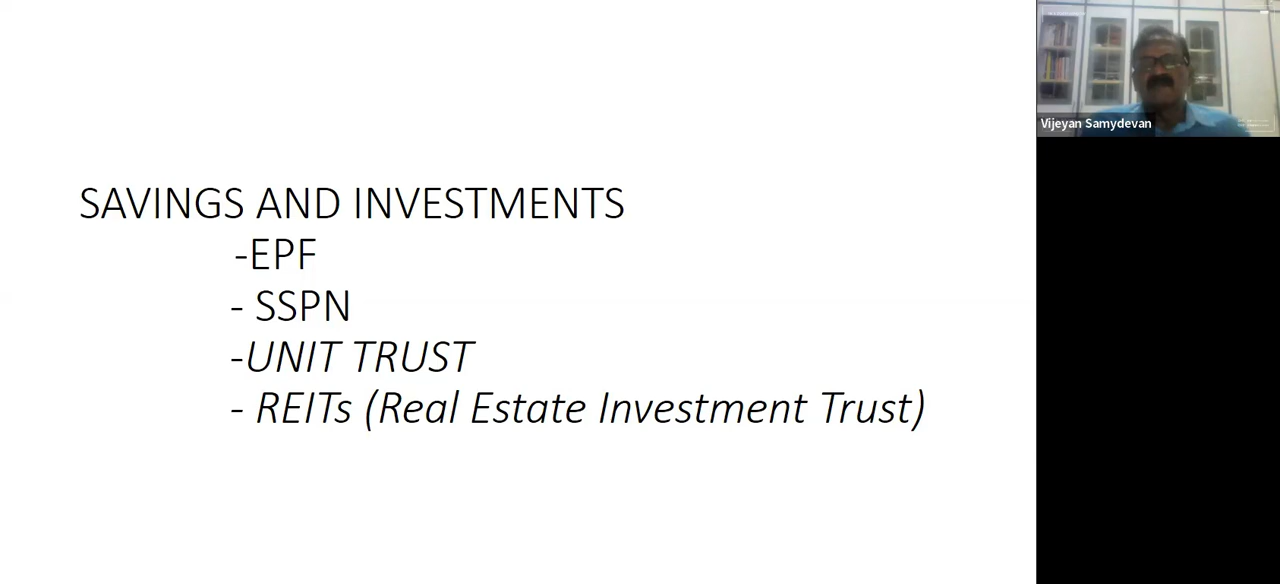 SAVINGS AND INVESTMENTS
-EPF
- SSPN
-UNIT TRUST
- REITs (Real Estate Investment Trust)
Vijeyan Samydevan